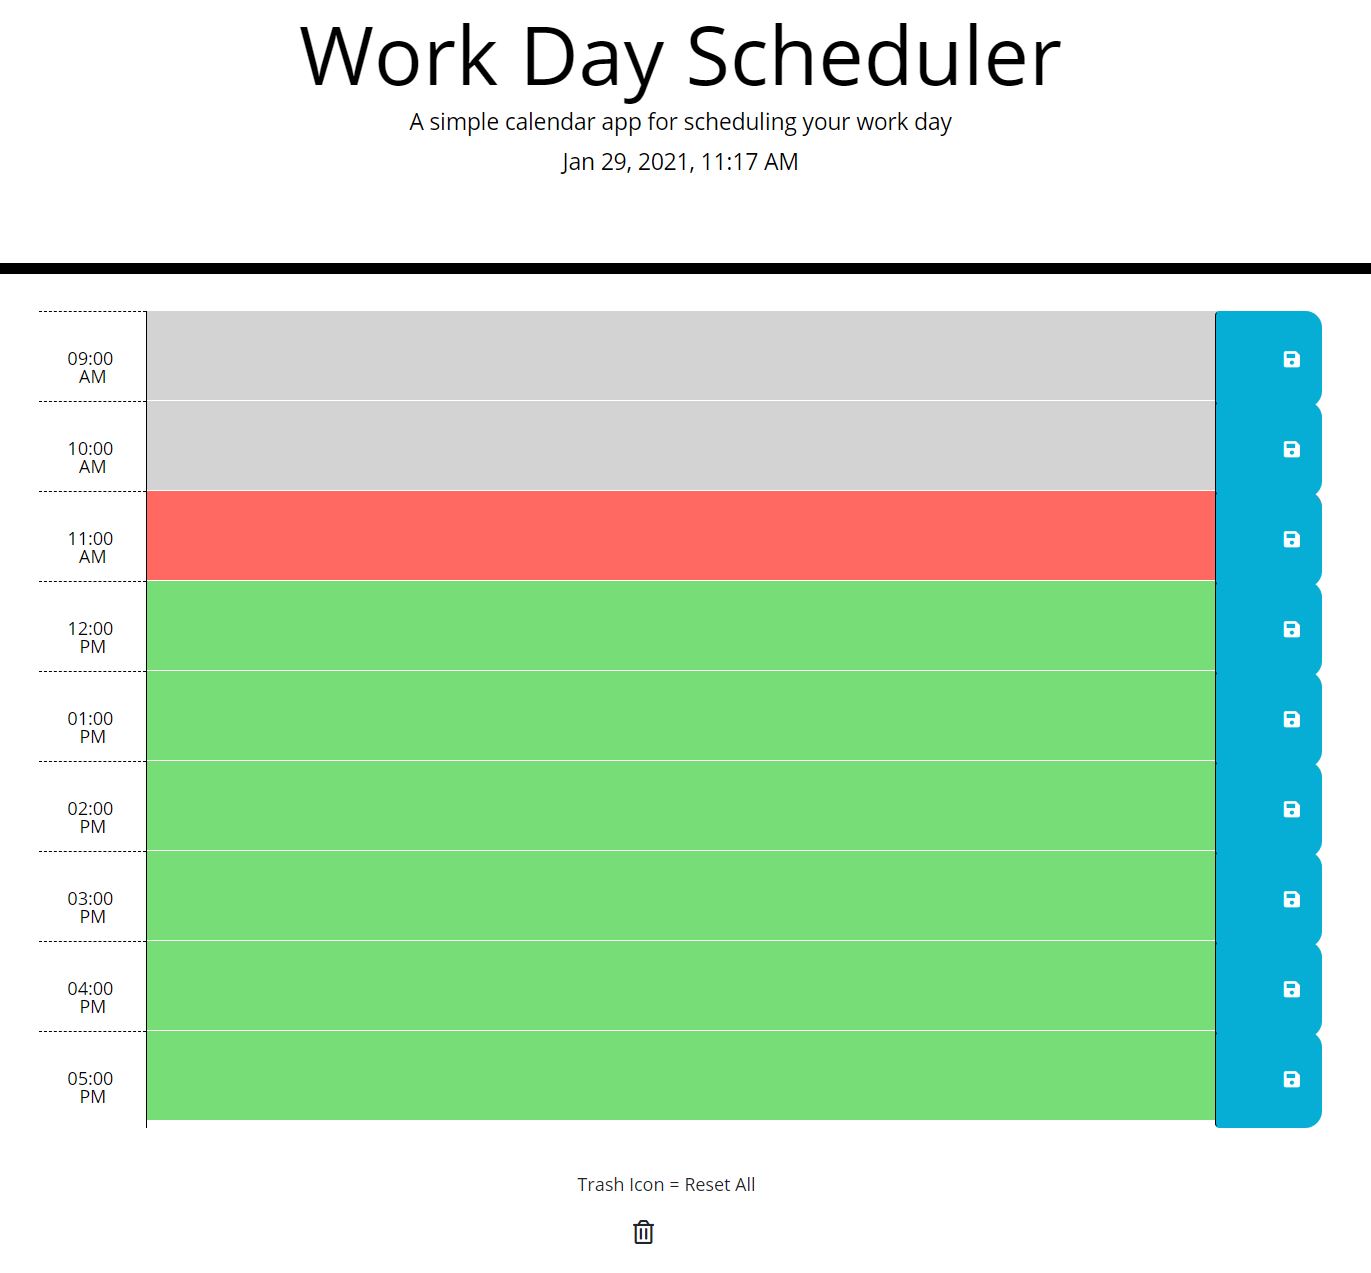 Work Day Scheduler
A simple calendar app for scheduling your work day
Jan 29, 2021, 11:17 AM
09:00
AM
10:00
AM
11:00
AM
12:00
PM
01:00
PM
02:00
PM
03:00
PM
04:00
PM
05:00
PM
Trash Icon = Reset All